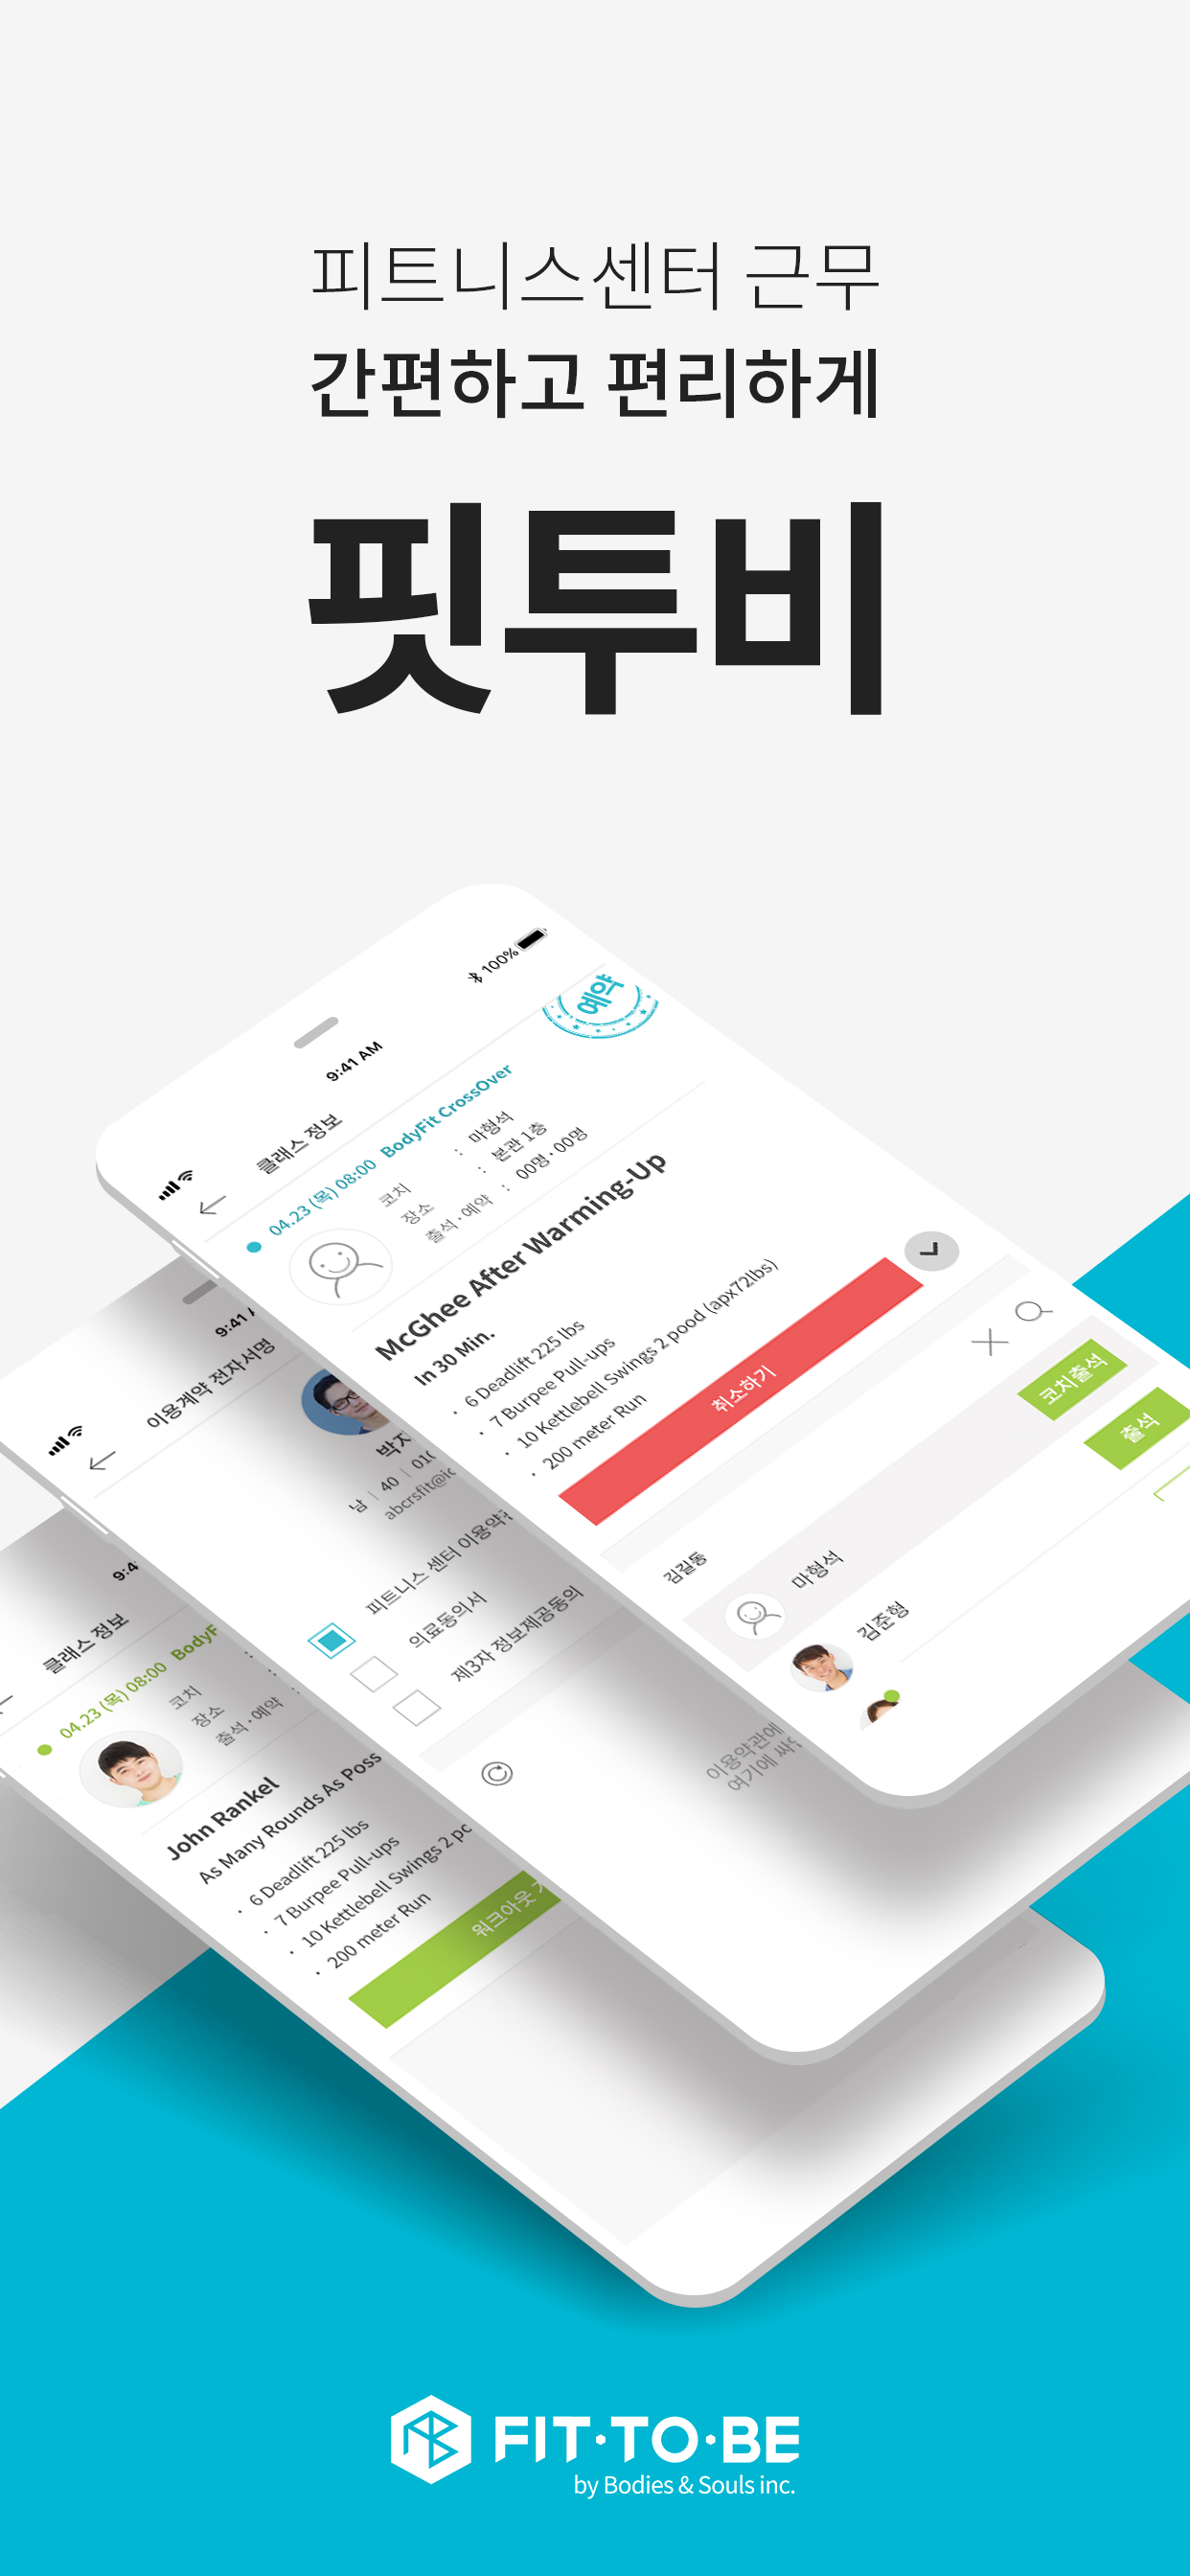 피트니스센터 근무
간편하고 편리하게
핏투비
100%
9:41 AM
클래스 정보
예약
04.23 (목) 08:00 BodyFit CrossOver
코치 : 마형석
장소 : 본관 1층
출석 · 예약 : 00명 · 00명
McGhee After Warming-Up
In 30 Min.
· 6 Deadlift 225 lbs
· 7 Burpee Pull-ups
· 10 Kettlebell Swings 2 pood (apx72lbs)
· 200 meter Run
취소하기
김길동
마형석
코치출석
김준형
출석
9:41
이용계약 전자서명
남 | 40 | 010
피트니스 센터 이용약
의료동의서
제3자 정보제공동의
이용약관에
여기에
9:4
클래스 정보
04.23 (목) 08:00 BodyF
코치 :
장소 :
출석 · 예약 :
John Rankel
As Many Rounds As Poss
· 6 Deadlift 225 lbs
· 7 Burpee Pull-ups
· 10 Kettlebell Swings 2
· 200 meter Run
워크아웃
FIT·TO·BE
by Bodies & Souls inc.